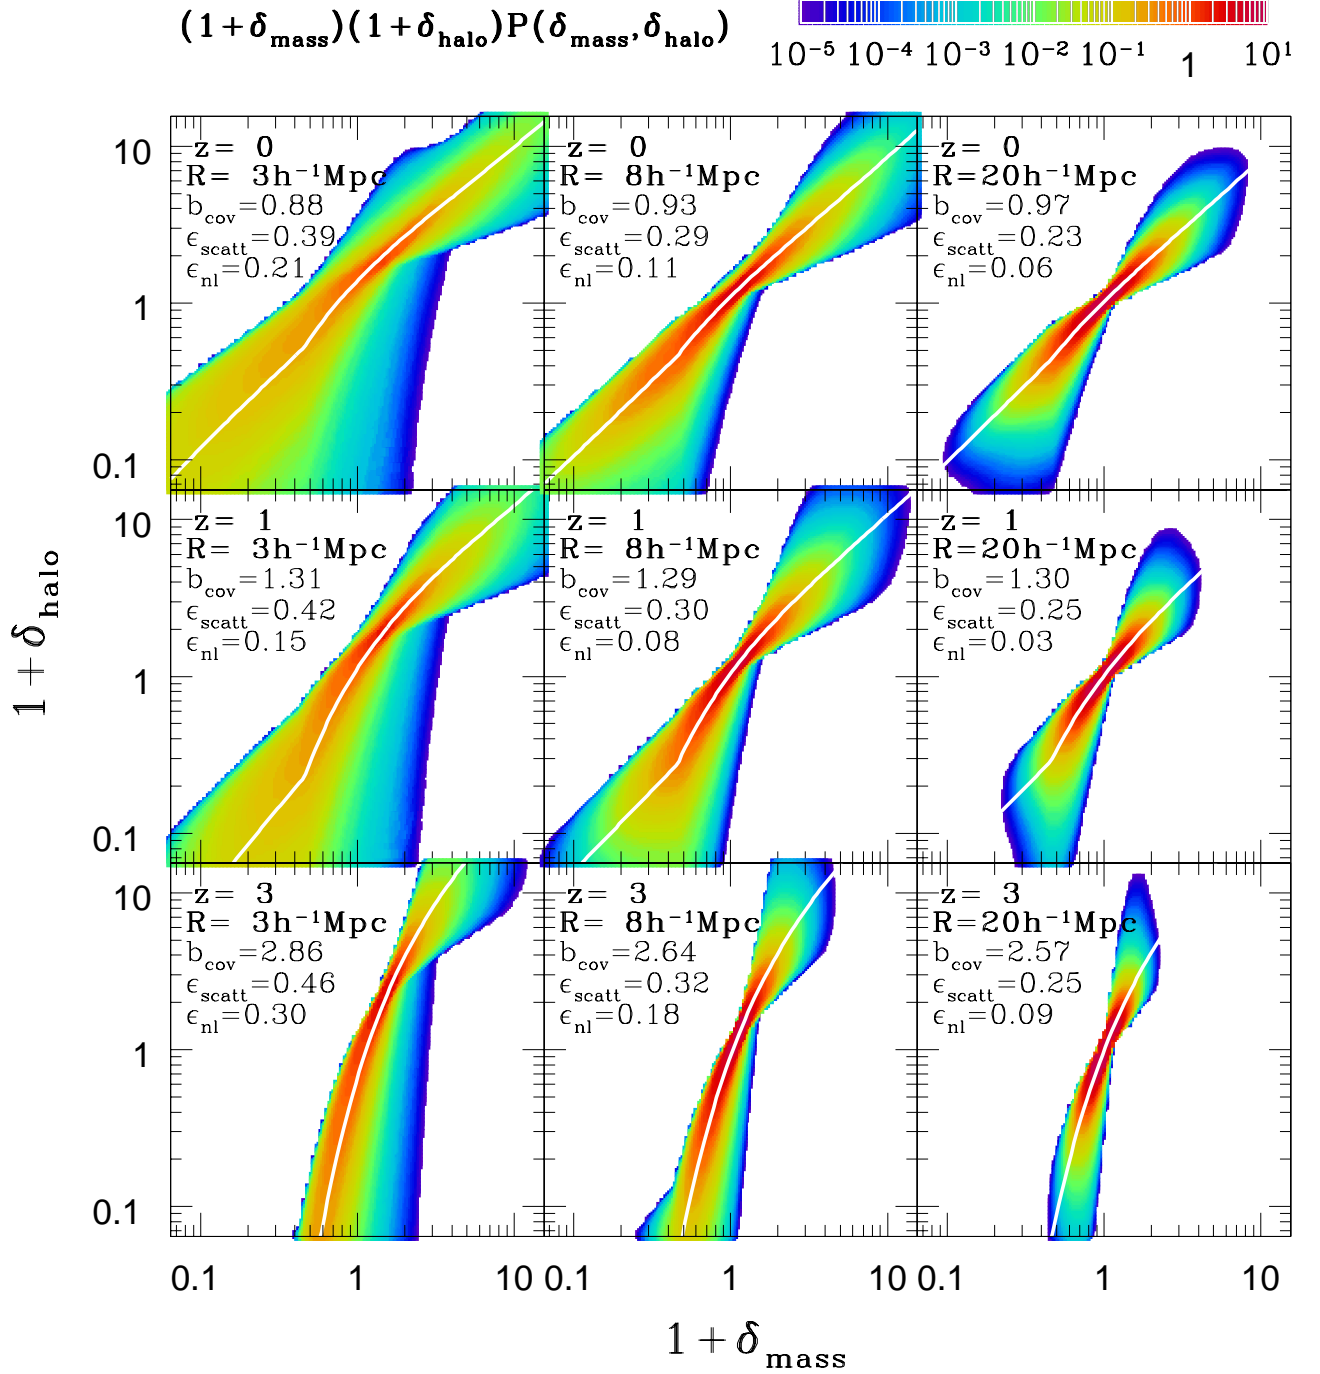 (1+δmass)(1+δhalo)P(δmass,δhalo)
10⁻⁵ 10⁻⁴ 10⁻³ 10⁻² 10⁻¹ 1 10¹
z= 0
R= 3h⁻¹Mpc
bcov=0.88
ϵscatt=0.39
ϵnl=0.21
z= 0
R= 8h⁻¹Mpc
bcov=0.93
ϵscatt=0.29
ϵnl=0.11
z= 0
R=20h⁻¹Mpc
bcov=0.97
ϵscatt=0.23
ϵnl=0.06
10
1
0.1
z= 1
R= 3h⁻¹Mpc
bcov=1.31
ϵscatt=0.42
ϵnl=0.15
z= 1
R= 8h⁻¹Mpc
bcov=1.29
ϵscatt=0.30
ϵnl=0.08
z= 1
R=20h⁻¹Mpc
bcov=1.30
ϵscatt=0.25
ϵnl=0.03
10
1
0.1
z= 3
R= 3h⁻¹Mpc
bcov=2.86
ϵscatt=0.46
ϵnl=0.30
z= 3
R= 8h⁻¹Mpc
bcov=2.64
ϵscatt=0.32
ϵnl=0.18
z= 3
R=20h⁻¹Mpc
bcov=2.57
ϵscatt=0.25
ϵnl=0.09
10
1
0.1
1+δhalo
0.1 1 10 0.1 1 10 0.1 1 10
1+δmass